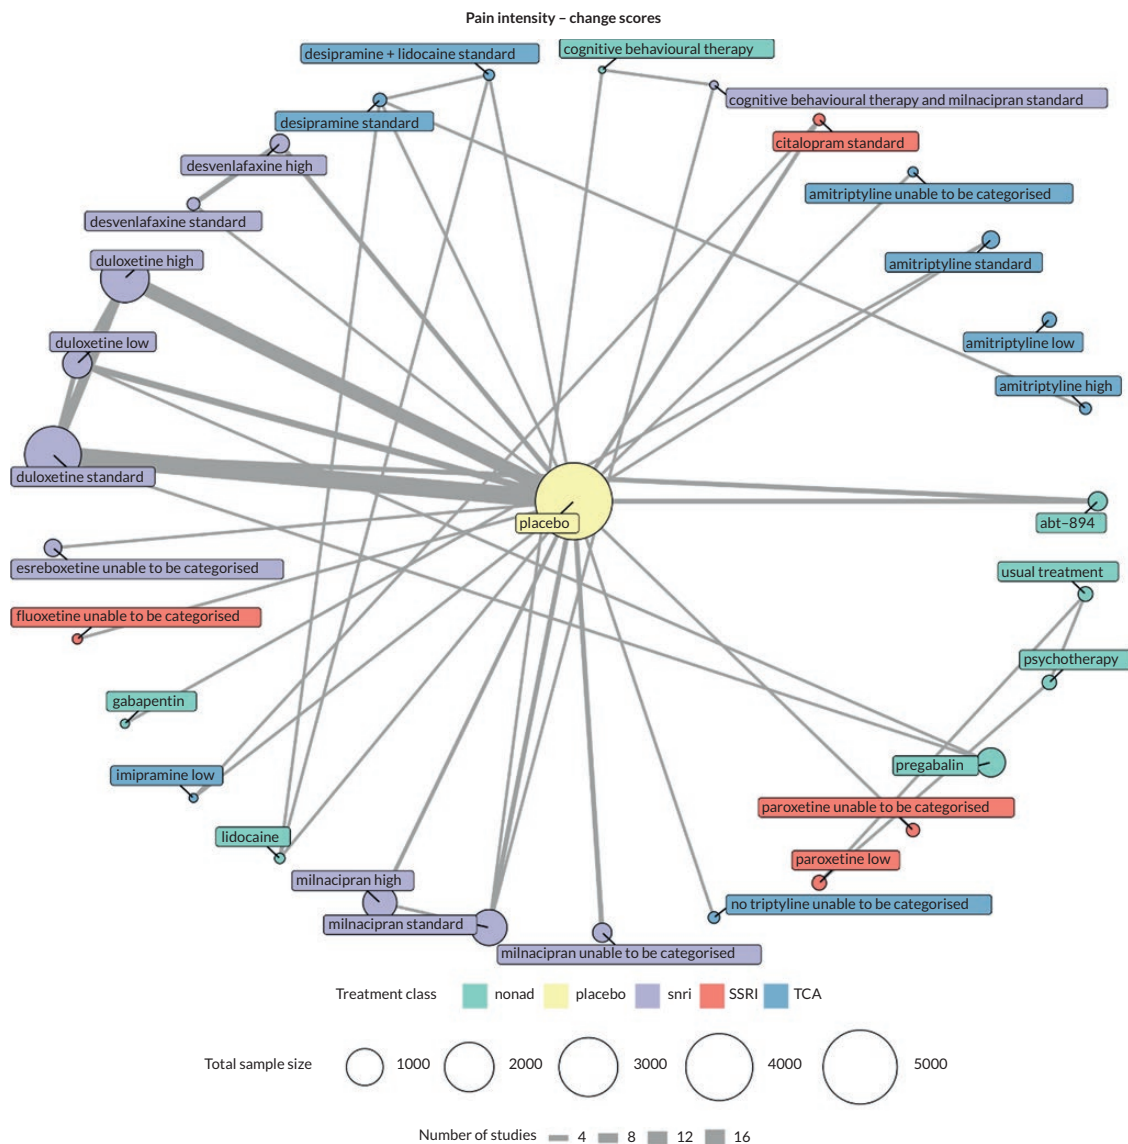 Pain intensity – change scores
desipramine + lidocaine standard
cognitive behavioural therapy
cognitive behavioural therapy and milnacipran standard
desipramine standard
citalopram standard
desvenlafaxine high
amitriptyline unable to be categorised
desvenlafaxine standard
duloxetine high
amitriptyline standard
duloxetine low
amitriptyline low
amitriptyline high
duloxetine standard
placebo
abt–894
esreboxetine unable to be categorised
usual treatment
fluoxetine unable to be categorised
psychotherapy
gabapentin
pregabalin
imipramine low
paroxetine unable to be categorised
lidocaine
paroxetine low
milnacipran high
no triptyline unable to be categorised
milnacipran standard
milnacipran unable to be categorised
Treatment class nonad placebo snri SSRI TCA
Total sample size 1000 2000 3000 4000 5000
Number of studies 4 8 12 16